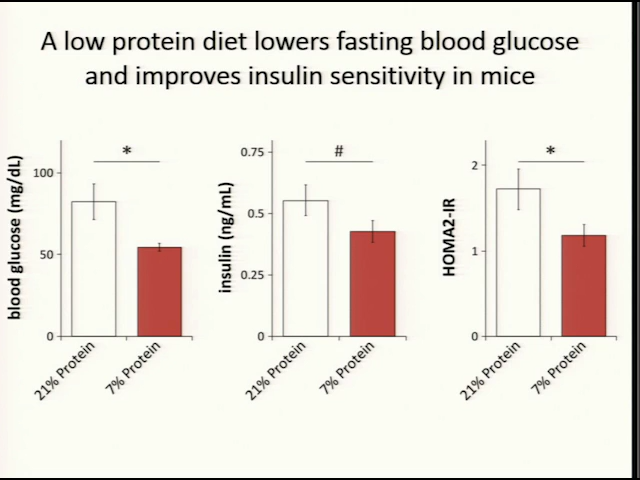 A low protein diet lowers fasting blood glucose
and improves insulin sensitivity in mice
blood glucose (mg/dL)
100
50
0
*
21% Protein
7% Protein
insulin (ng/mL)
0.75
0.5
0.25
0
#
21% Protein
7% Protein
HOMA2-IR
2
1
0
*
21% Protein
7% Protein